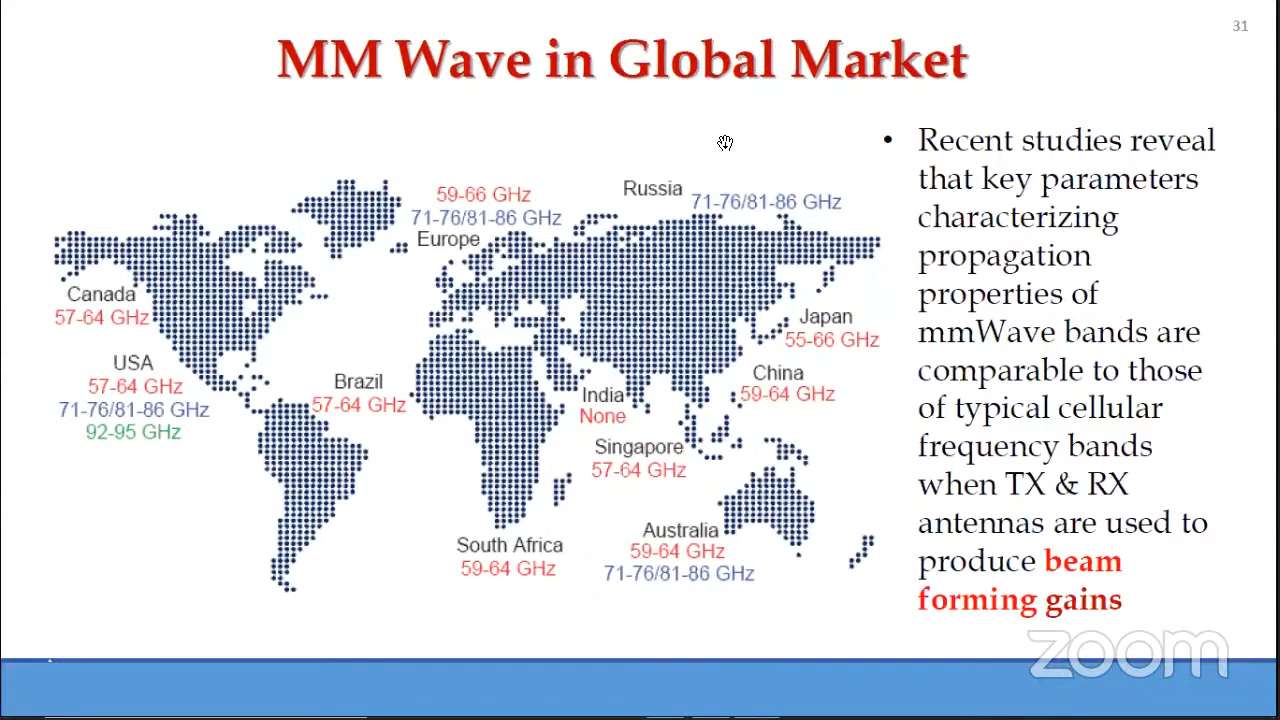 31
MM Wave in Global Market
59-66 GHz
71-76/81-86 GHz
Europe
Russia
71-76/81-86 GHz
Canada
57-64 GHz
USA
57-64 GHz
71-76/81-86 GHz
92-95 GHz
Brazil
57-64 GHz
Japan
55-66 GHz
China
59-64 GHz
India
None
Singapore
57-64 GHz
South Africa
59-64 GHz
Australia
59-64 GHz
71-76/81-86 GHz
• Recent studies reveal
that key parameters
characterizing
propagation
properties of
mmWave bands are
comparable to those
of typical cellular
frequency bands
when TX & RX
antennas are used to
produce beam
forming gains
zoom